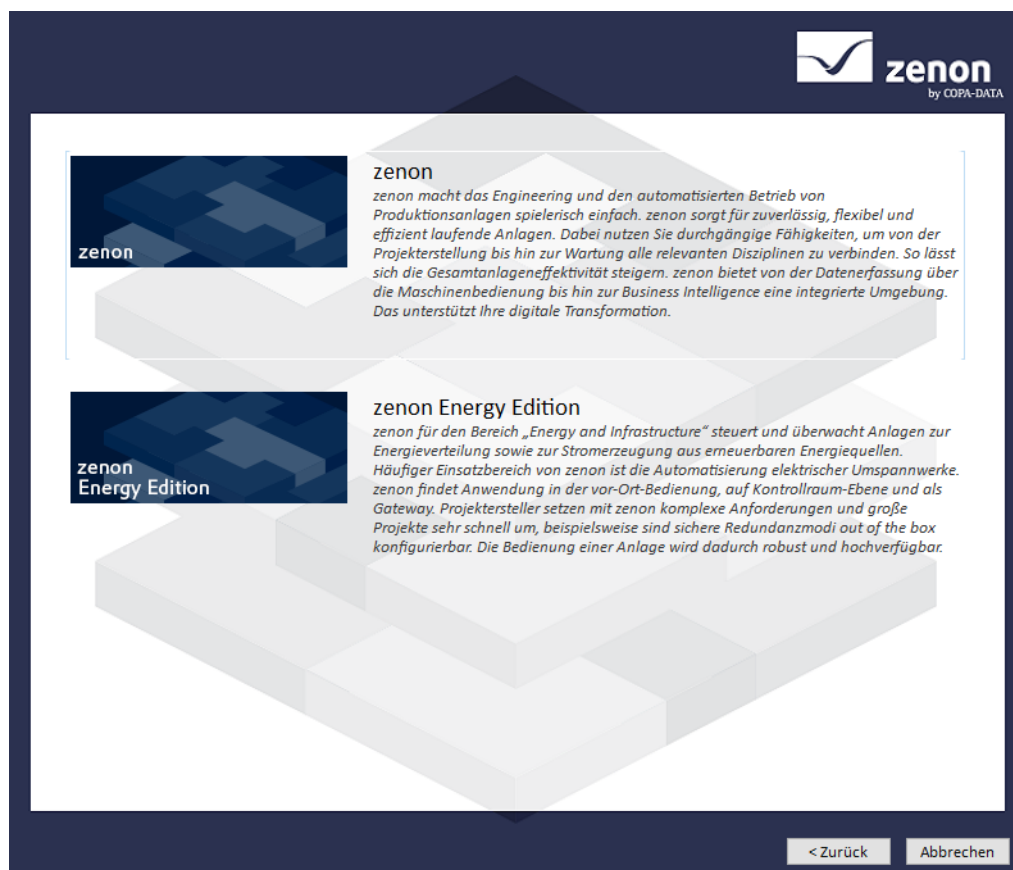 zenon
by COPA-DATA
zenon
zenon
zenon macht das Engineering und den automatisierten Betrieb von
Produktionsanlagen spielerisch einfach. zenon sorgt für zuverlässig, flexibel und
effizient laufende Anlagen. Dabei nutzen Sie durchgängige Fähigkeiten, um von der
Projekterstellung bis hin zur Wartung alle relevanten Disziplinen zu verbinden. So lässt
sich die Gesamtanlageneffektivität steigern. zenon bietet von der Datenerfassung über
die Maschinenbedienung bis hin zur Business Intelligence eine integrierte Umgebung.
Das unterstützt Ihre digitale Transformation.
zenon
Energy Edition
zenon Energy Edition
zenon für den Bereich „Energy and Infrastructure“ steuert und überwacht Anlagen zur
Energieverteilung sowie zur Stromerzeugung aus erneuerbaren Energiequellen.
Häufiger Einsatzbereich von zenon ist die Automatisierung elektrischer Umspannwerke.
zenon findet Anwendung in der vor-Ort-Bedienung, auf Kontrollraum-Ebene und als
Gateway. Projektersteller setzen mit zenon komplexe Anforderungen und große
Projekte sehr schnell um, beispielsweise sind sichere Redundanzmodi out of the box
konfigurierbar. Die Bedienung einer Anlage wird dadurch robust und hochverfügbar.
< Zurück
Abbrechen